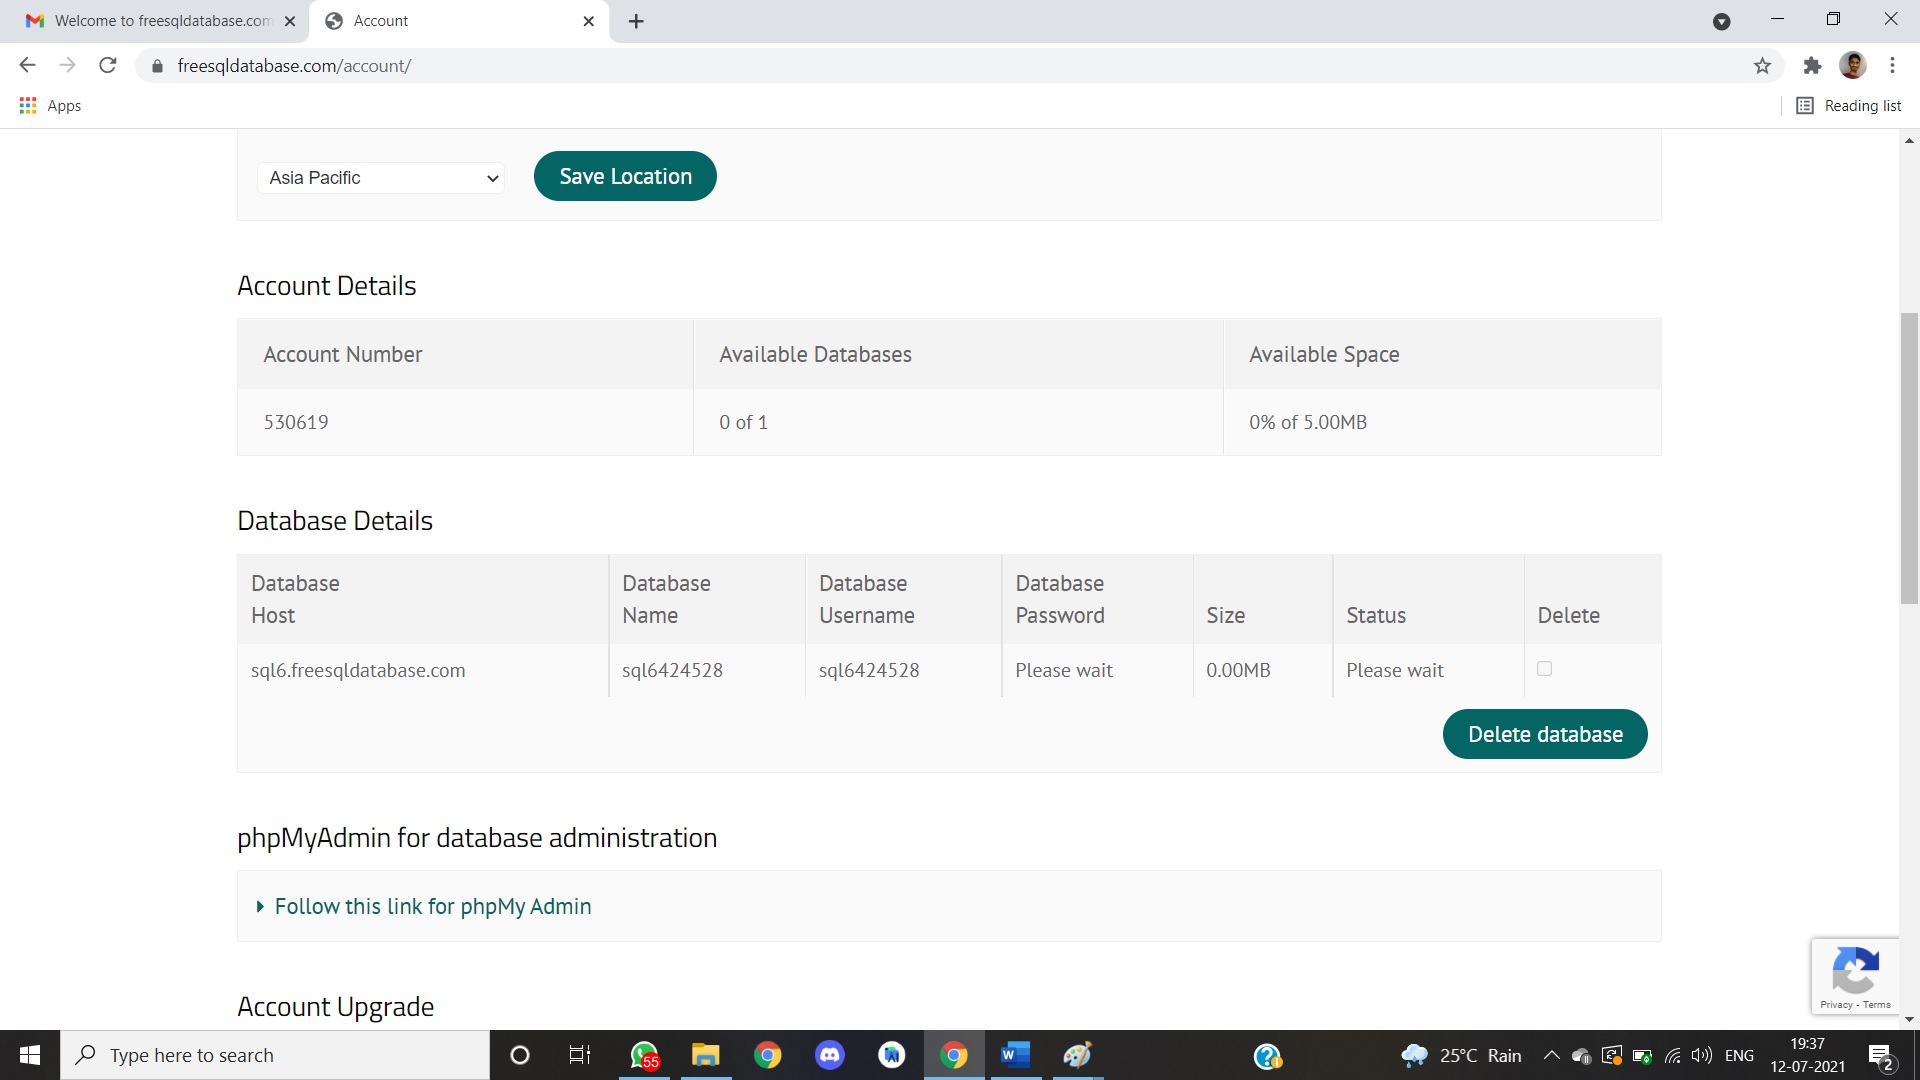 Welcome to freesqldatabase.com
Account
freesqldatabase.com/account/
Apps
Reading list
Asia Pacific
Save Location
Account Details
Account Number Available Databases Available Space
530619 0 of 1 0% of 5.00MB
Database Details
Database Database Database Database
Host Name Username Password Size Status Delete
sql6.freesqldatabase.com sql6424528 sql6424528 Please wait 0.00MB Please wait
Delete database
phpMyAdmin for database administration
Follow this link for phpMy Admin
Privacy - Terms
Account Upgrade
Type here to search
55
25°C Rain
ENG
19:37
12-07-2021
2